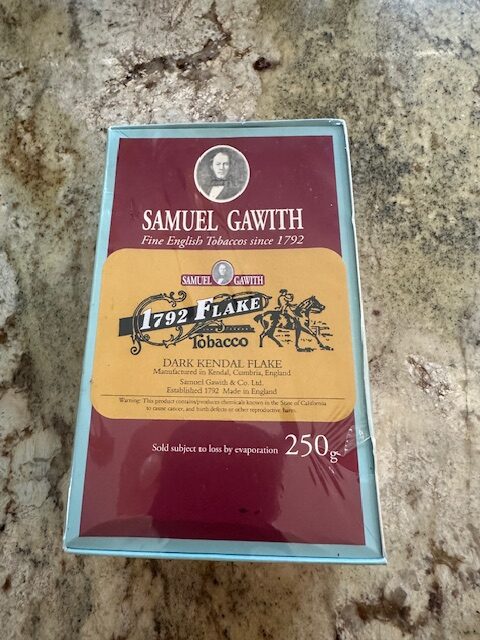 SAMUEL GAWITH
Fine English Tobaccos since 1792
SAMUEL GAWITH
1792 FLAKE
Tobacco
DARK KENDAL FLAKE
Manufactured in Kendal, Cumbria, England
Samuel Gawith & Co. Ltd.
Established 1792 Made in England
Warning: This product contains/produces chemicals known in the State of California
to cause cancer, and birth defects or other reproductive harm.
Sold subject to loss by evaporation 250g